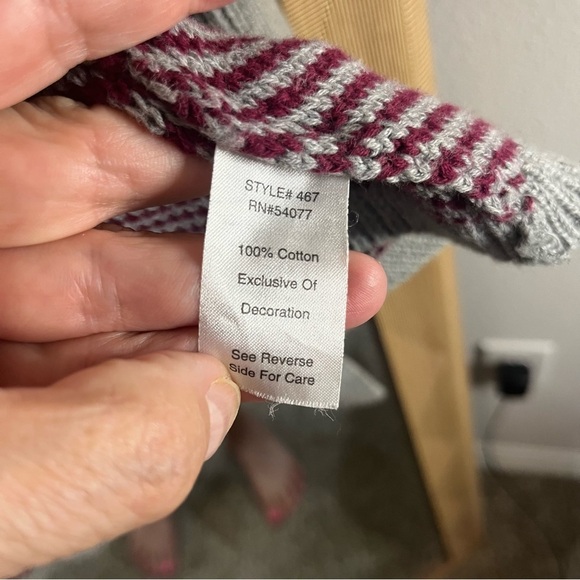 STYLE# 467
RN#54077
100% Cotton
Exclusive Of
Decoration
See Reverse
Side For Care